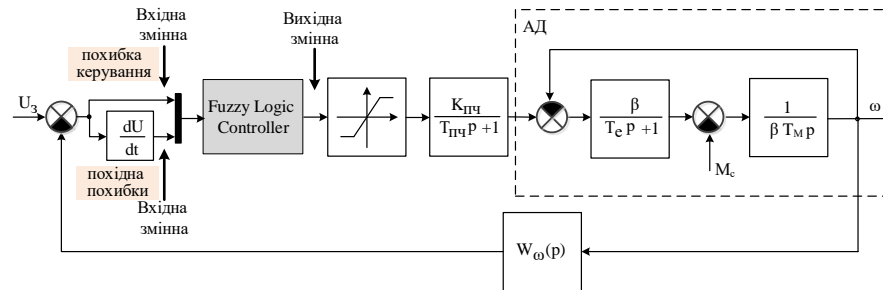 Вхідна
змінна
Вихідна
змінна
АД
похибка
керування
U₃
Fuzzy Logic
Controller
dU
dt
K_ПЧ
T_ПЧ p +1
β
T_e p +1
1
β T_M p
ω
M_c
похідна
похибки
Вхідна
змінна
W_ω(p)